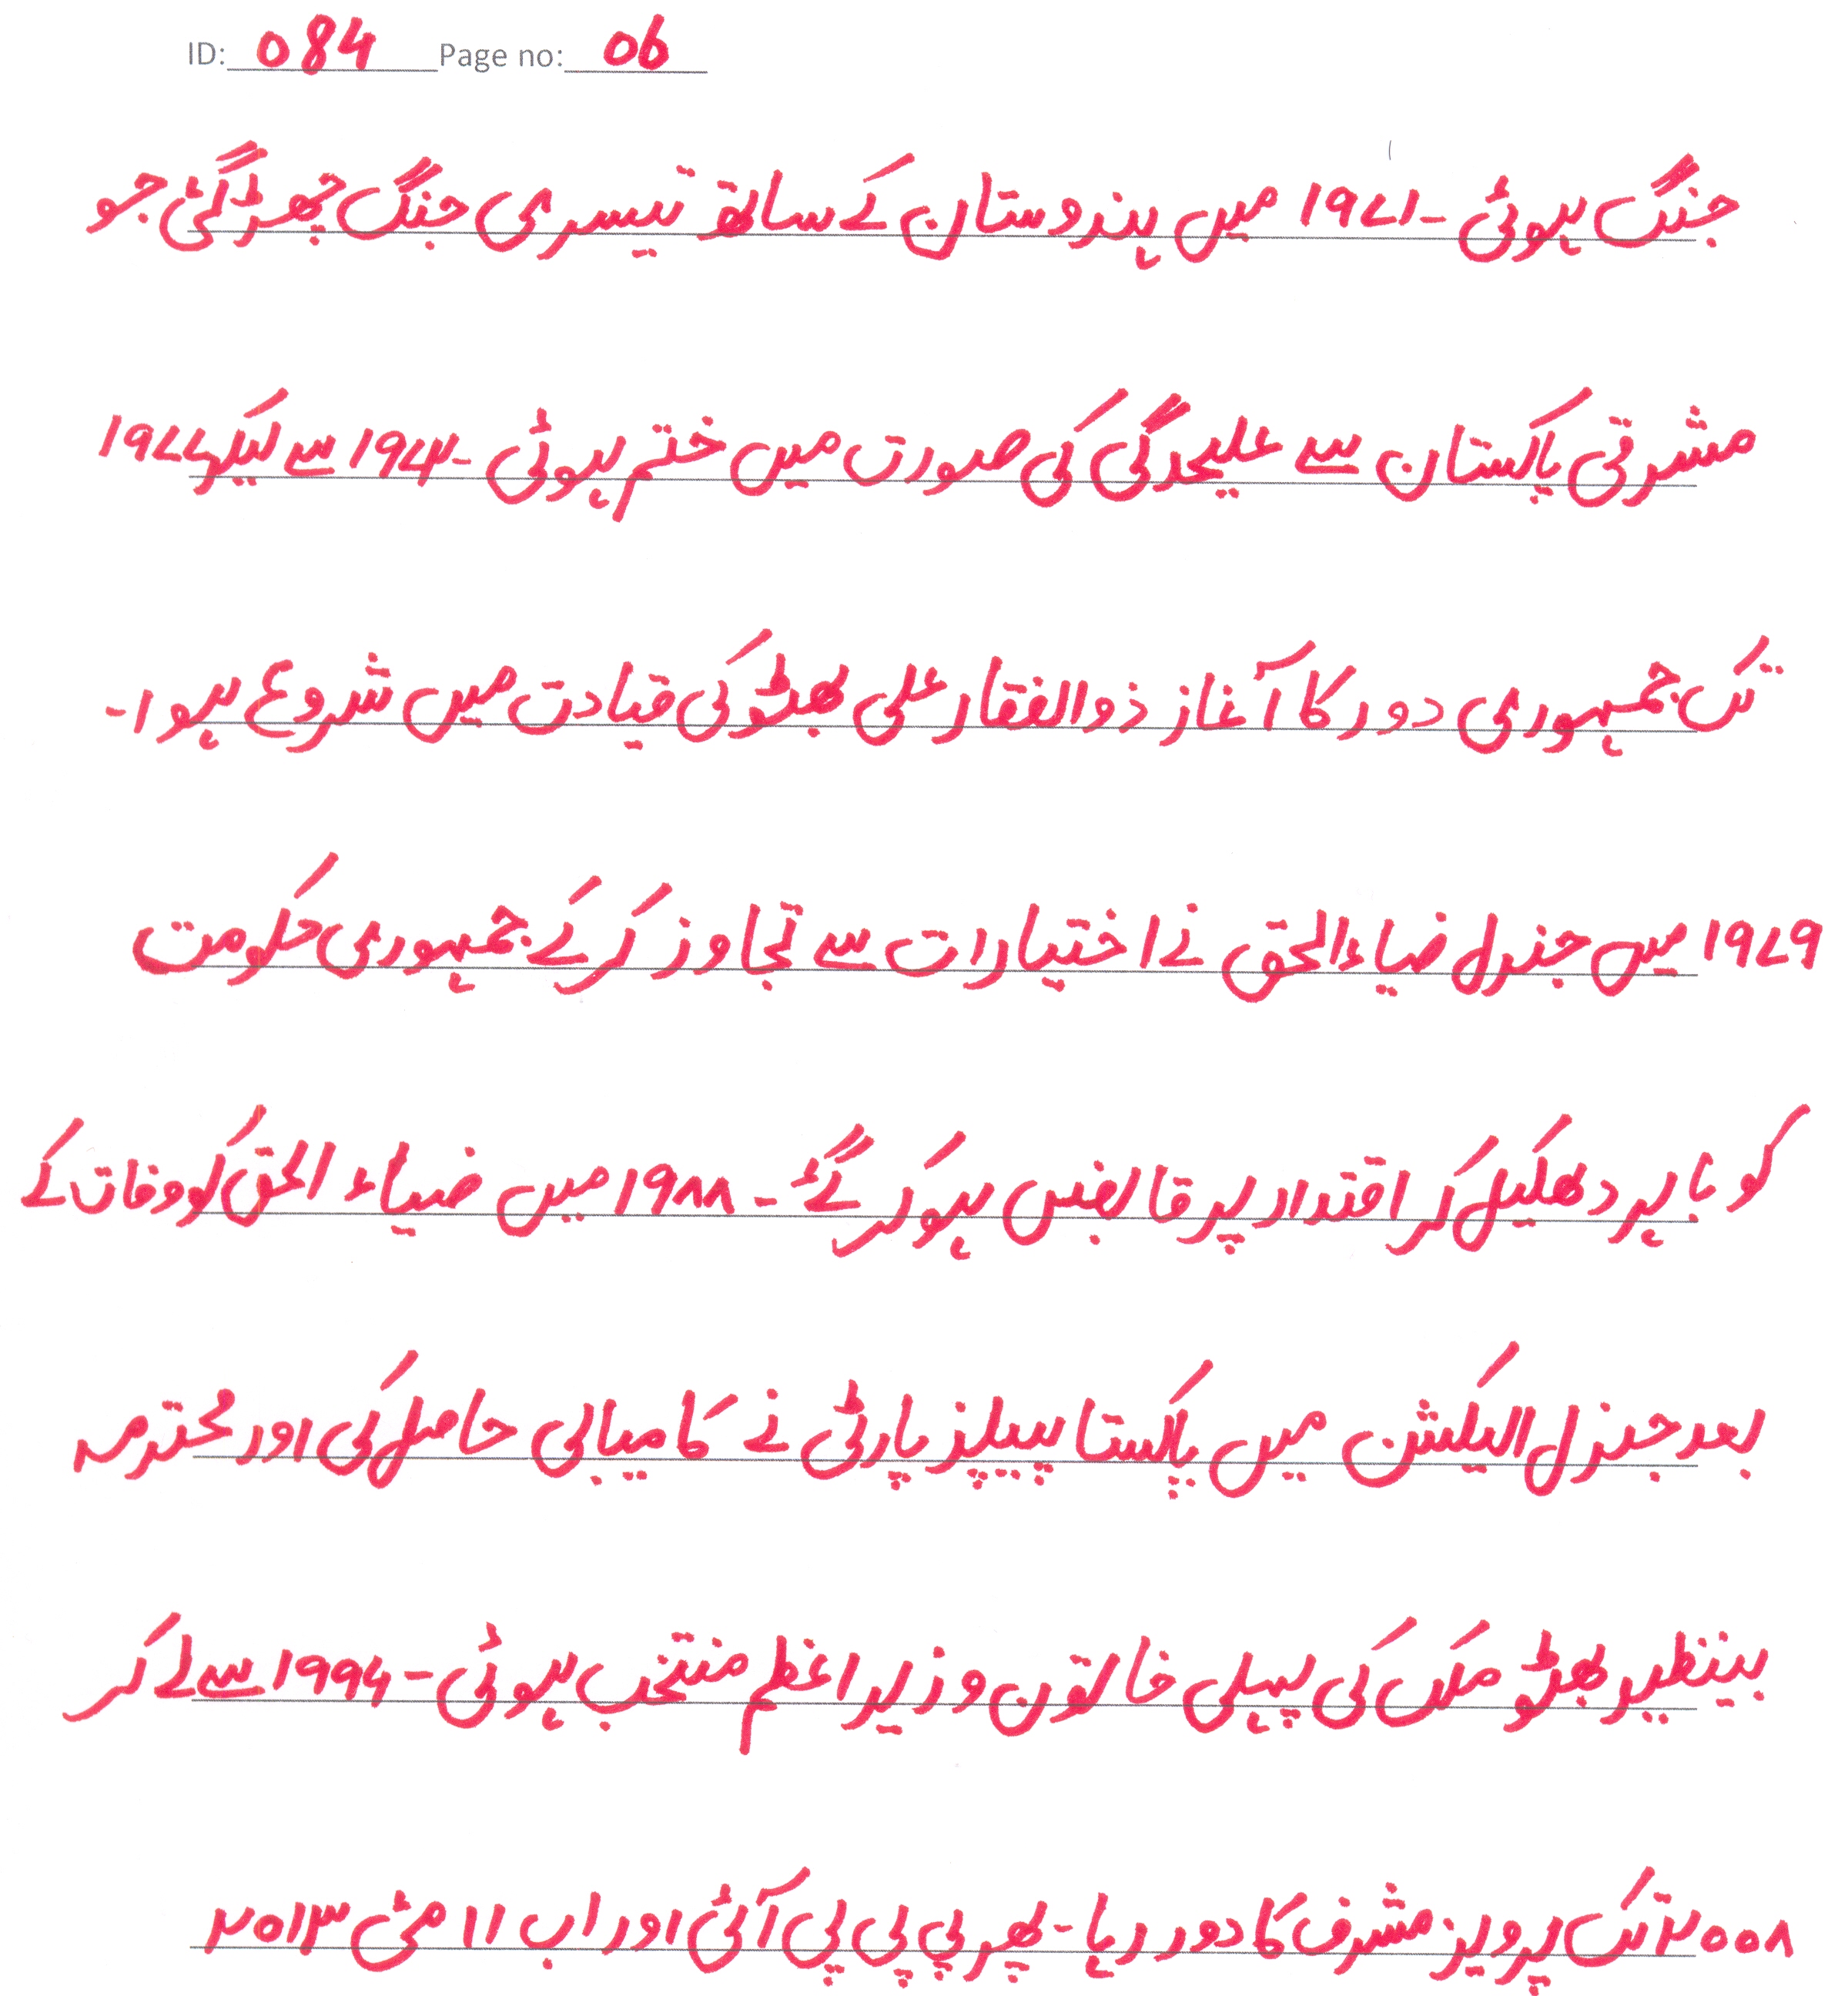 ID: 084 Page no: 06
جنگ ہوئی۔ ۱۹۷۱ میں ہندوستان کے ساتھ تیسری جنگ چھڑ گئی جو
مشرقی پاکستان سے علیحدگی کی صورت میں ختم ہوئی۔ ۱۹۷۲ سے لیکر ۱۹۷۷
تک جمہوری دور کا آغاز ذوالفقار علی بھٹو کی قیادت میں شروع ہوا۔
۱۹۷۹ میں جنرل ضیاء الحق نے اختیارات سے تجاوز کر کے جمہوری حکومت
کو باہر دھکیل کر اقتدار پر قابض ہو کر گئے۔ ۱۹۸۸ میں ضیاء الحق کو وفات کے
بعد جنرل الیکشن میں پاکستا پیپلز پارٹی نے کامیابی حاصل کی اور محترمہ
بینظیر بھٹو ملک کی پہلی خاتون وزیر اعظم منتخب ہوئی۔ ۱۹۹۹ سے لے کر
۲۰۰۸ تک پرویز مشرف کا دور رہا۔ پھر پی پی پی آئی اور اب ۱۱ مئی ۲۰۱۳